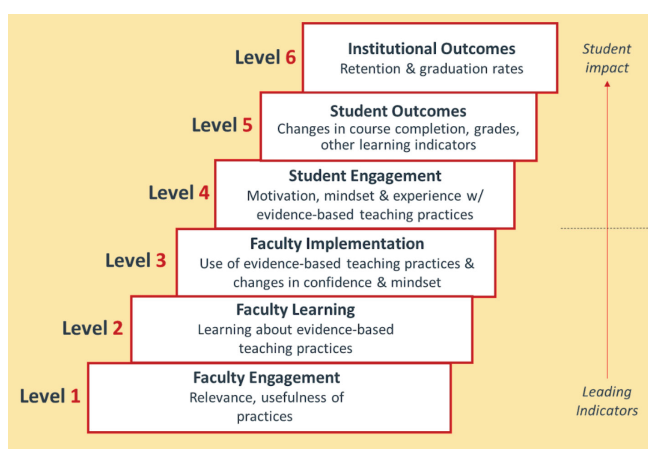 Level 6
Institutional Outcomes
Retention & graduation rates
Student
impact
Level 5
Student Outcomes
Changes in course completion, grades,
other learning indicators
Level 4
Student Engagement
Motivation, mindset & experience w/
evidence-based teaching practices
Level 3
Faculty Implementation
Use of evidence-based teaching practices &
changes in confidence & mindset
Level 2
Faculty Learning
Learning about evidence-based
teaching practices
Level 1
Faculty Engagement
Relevance, usefulness of
practices
Leading
Indicators